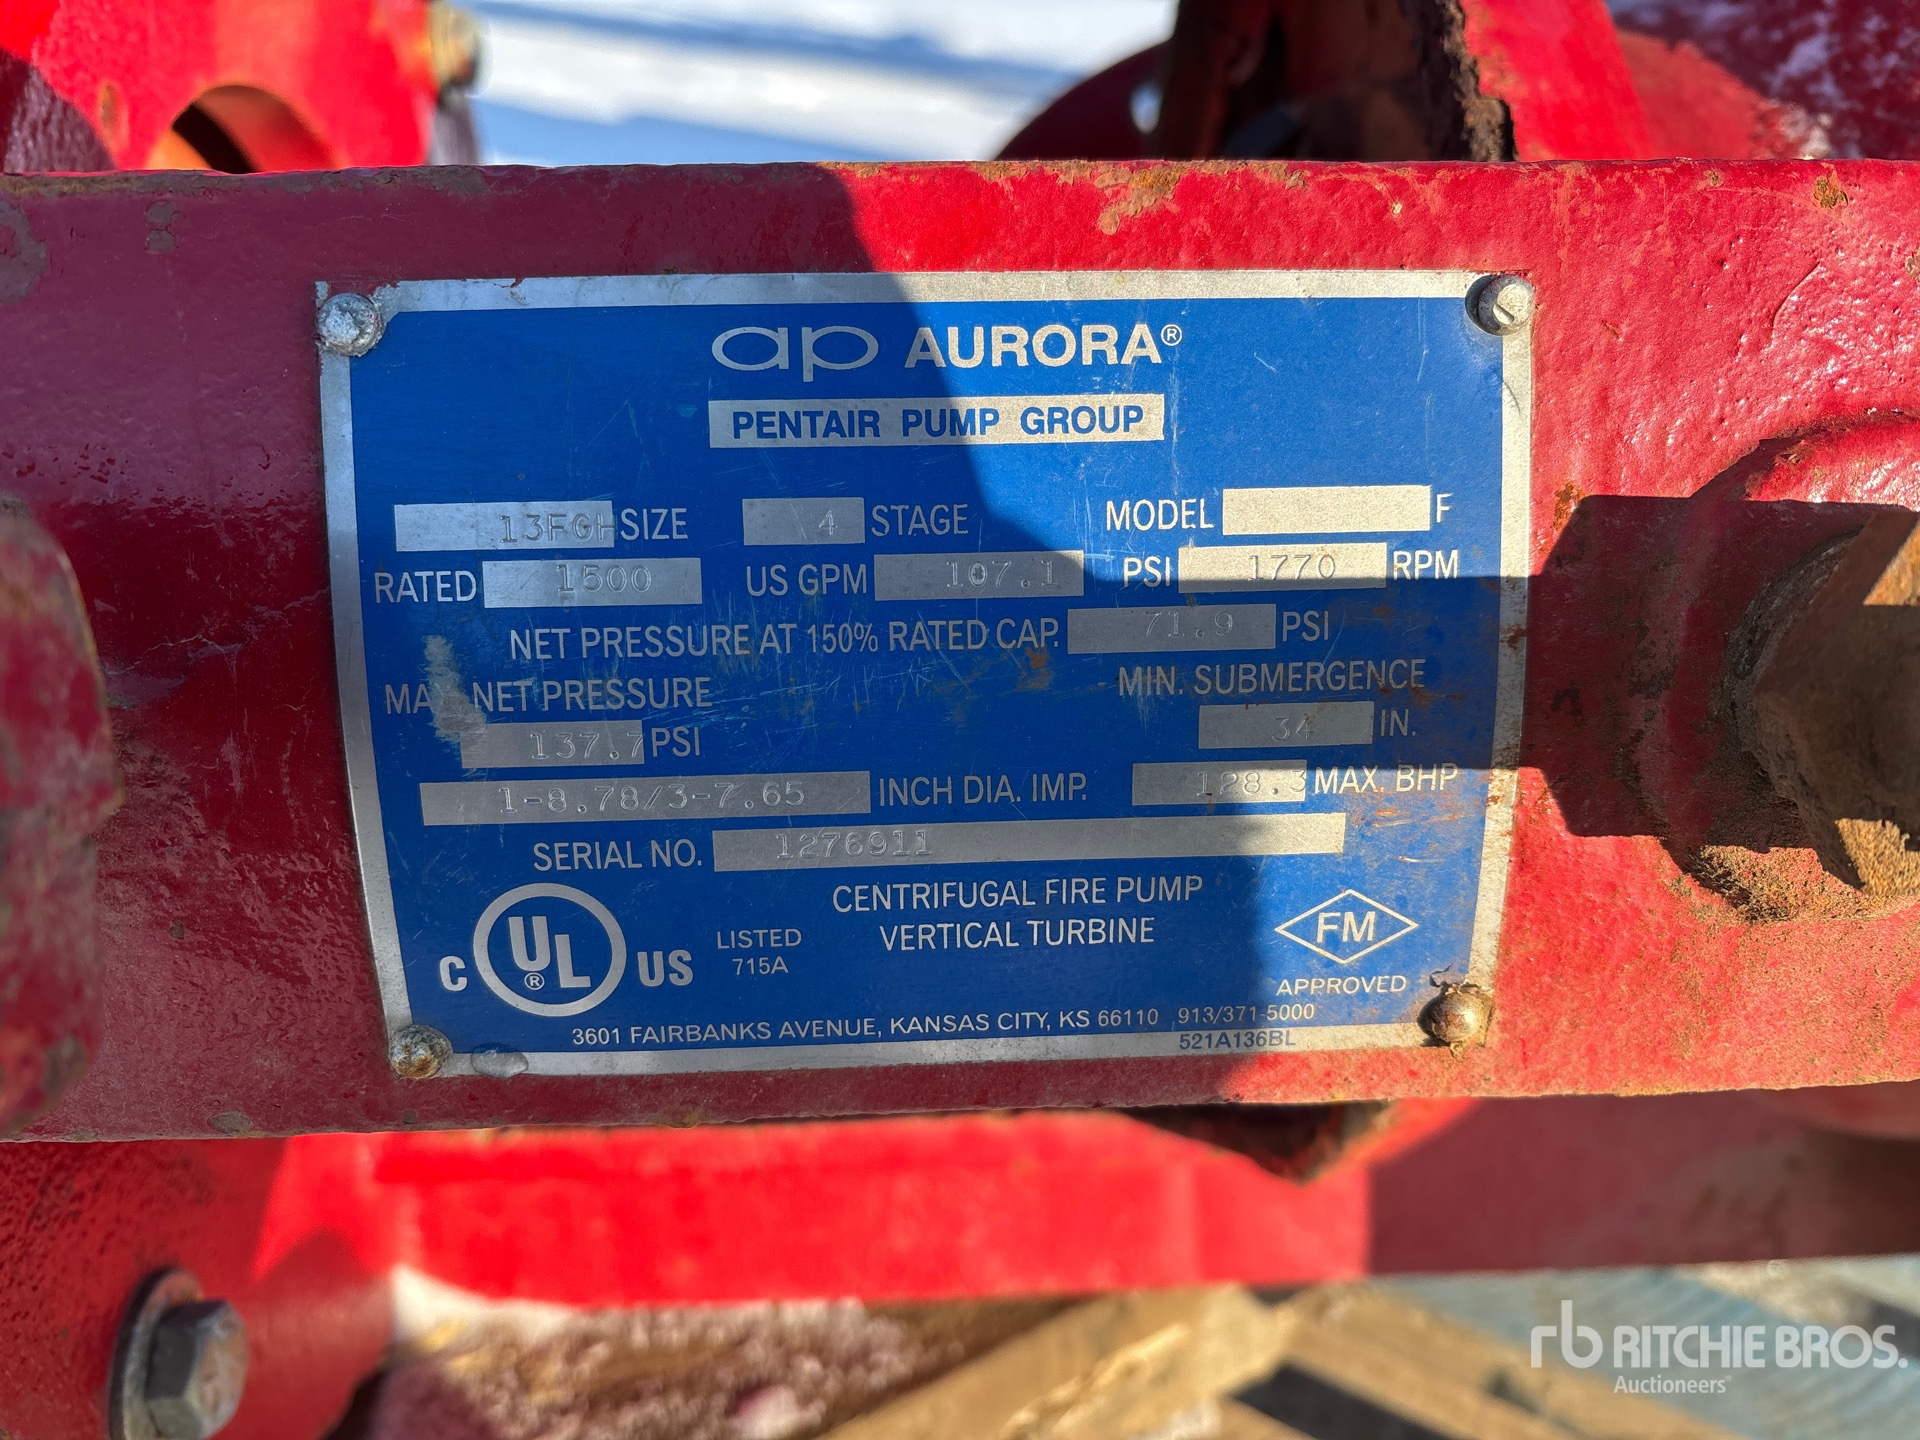 ap AURORA®
PENTAIR PUMP GROUP
13FGH SIZE 4 STAGE MODEL F
RATED 1500 US GPM 107.1 PSI 1770 RPM
NET PRESSURE AT 150% RATED CAP. 71.9 PSI
MAX. NET PRESSURE MIN. SUBMERGENCE
137.7 PSI 34 IN.
1-8.78/3-7.65 INCH DIA. IMP. 128.3 MAX. BHP
SERIAL NO. 1276911
CENTRIFUGAL FIRE PUMP
VERTICAL TURBINE
C UL® US LISTED
715A
FM
APPROVED
3601 FAIRBANKS AVENUE, KANSAS CITY, KS 66110 913/371-5000
521A136BL
rb RITCHIE BROS.
Auctioneers